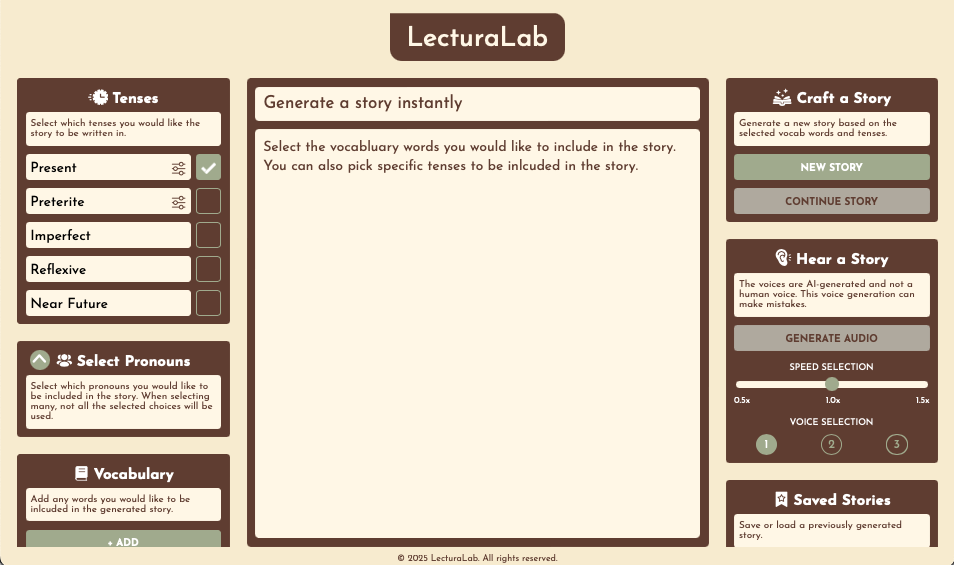 LecturaLab
Tenses
Select which tenses you would like the
story to be written in.
Present
Preterite
Imperfect
Reflexive
Near Future
Select Pronouns
Select which pronouns you would like to
be included in the story. When selecting
many, not all the selected choices will be
used.
Vocabulary
Add any words you would like to be
inlcuded in the generated story.
+ ADD
Generate a story instantly
Select the vocabluary words you would like to include in the story.
You can also pick specific tenses to be inlcuded in the story.
Craft a Story
Generate a new story based on the
selected vocab words and tenses.
NEW STORY
CONTINUE STORY
Hear a Story
The voices are AI-generated and not a
human voice. This voice generation can
make mistakes.
GENERATE AUDIO
SPEED SELECTION
0.5x 1.0x 1.5x
VOICE SELECTION
1 2 3
Saved Stories
Save or load a previously generated
story.
© 2025 LecturaLab. All rights reserved.